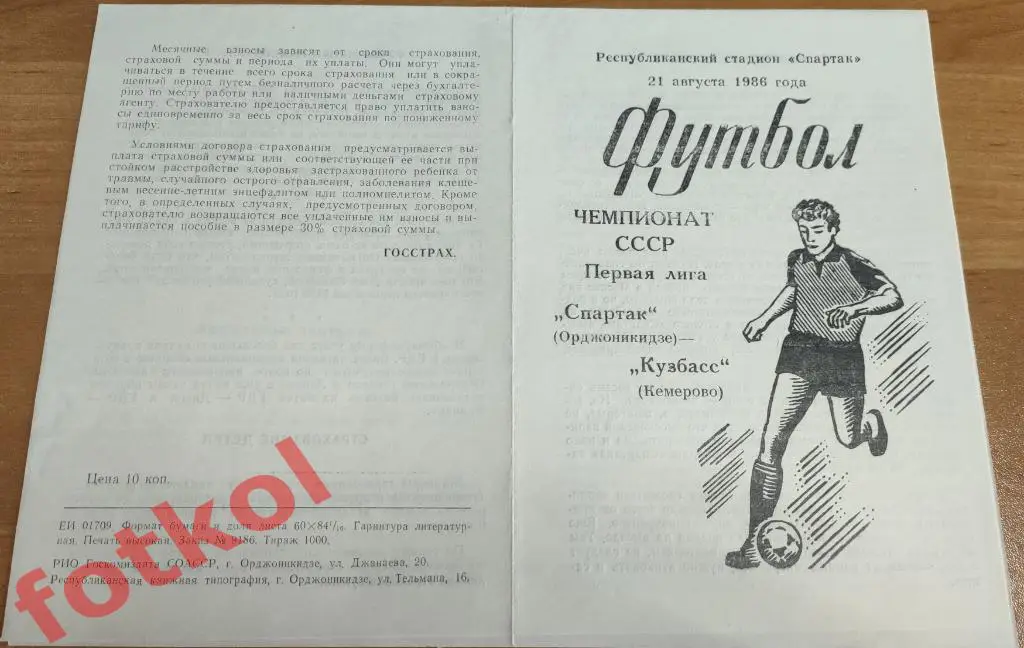 Месячные взносы зависят от срока страхования,
страховой суммы и периода их уплаты. Они могут упла-
чиваться в течение всего срока страхования или в сокра-
щенный период путем безналичного расчета через бухгалте-
рию по месту работы или наличными деньгами страховому
агенту. Страхователю предоставляется право уплатить взно-
сы единовременно за весь срок страхования по пониженному
тарифу.
Условиями договора страхования предусматривается вы-
плата страховой суммы или соответствующей ее части при
стойком расстройстве здоровья застрахованного ребенка от
травмы, случайного острого отравления, заболевания клеще-
вым весенне-летним энцефалитом или полиомиелитом. Кроме
того, в определенных случаях, предусмотренных договором,
страхователю возвращаются все уплаченные им взносы и вы-
плачивается пособие в размере 30% страховой суммы.
ГОССТРАХ.
Цена 10 коп.
ЕИ 01709. Формат бумаги и доля листа 60×84 1/16. Гарнитура литератур-
ная. Печать высокая. Заказ № 8186. Тираж 1000.
РИО Госкомиздата СОАССР, г. Орджоникидзе, ул. Джанаева, 20.
Республиканская книжная типография, г. Орджоникидзе, ул. Тельмана, 16.
fotkol
Республиканский стадион «Спартак»
21 августа 1986 года
Футбол
ЧЕМПИОНАТ
СССР
Первая лига
„Спартак“
(Орджоникидзе) —
„Кузбасс“
(Кемерово)